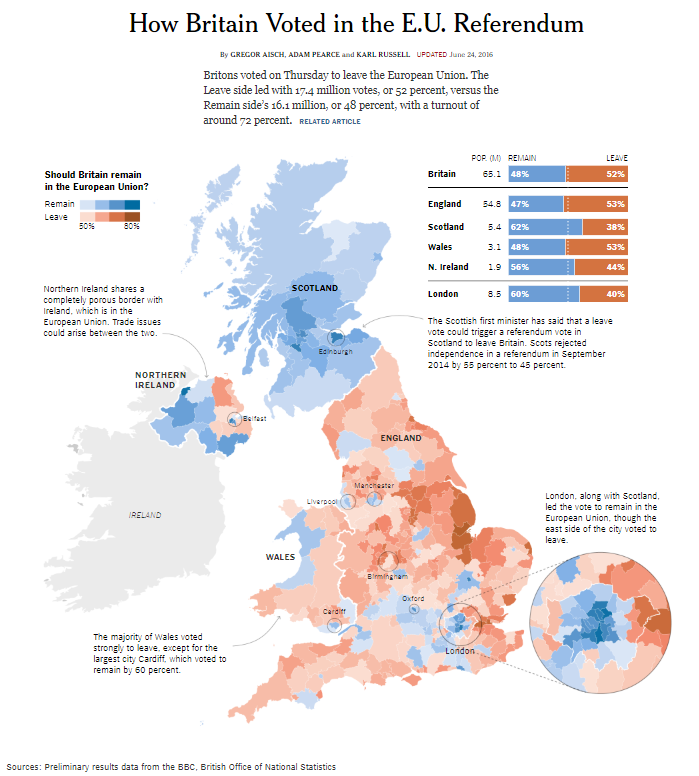 How Britain Voted in the E.U. Referendum
By GREGOR AISCH, ADAM PEARCE and KARL RUSSELL UPDATED June 24, 2016
Britons voted on Thursday to leave the European Union. The
Leave side led with 17.4 million votes, or 52 percent, versus the
Remain side's 16.1 million, or 48 percent, with a turnout of
around 72 percent. RELATED ARTICLE
Should Britain remain
in the European Union?
Remain
Leave
50% 80%
POP. (M) REMAIN LEAVE
Britain 65.1 48% 52%
England 54.8 47% 53%
Scotland 5.4 62% 38%
Wales 3.1 48% 53%
N. Ireland 1.9 56% 44%
London 8.5 60% 40%
Northern Ireland shares a
completely porous border with
Ireland, which is in the
European Union. Trade issues
could arise between the two.
SCOTLAND
Edinburgh
The Scottish first minister has said that a leave
vote could trigger a referendum vote in
Scotland to leave Britain. Scots rejected
independence in a referendum in September
2014 by 55 percent to 45 percent.
NORTHERN
IRELAND
Belfast
ENGLAND
Manchester
Liverpool
IRELAND
WALES
Birmingham
Oxford
Cardiff
London
London, along with Scotland,
led the vote to remain in the
European Union, though the
east side of the city voted to
leave.
The majority of Wales voted
strongly to leave, except for the
largest city Cardiff, which voted to
remain by 60 percent.
Sources: Preliminary results data from the BBC, British Office of National Statistics